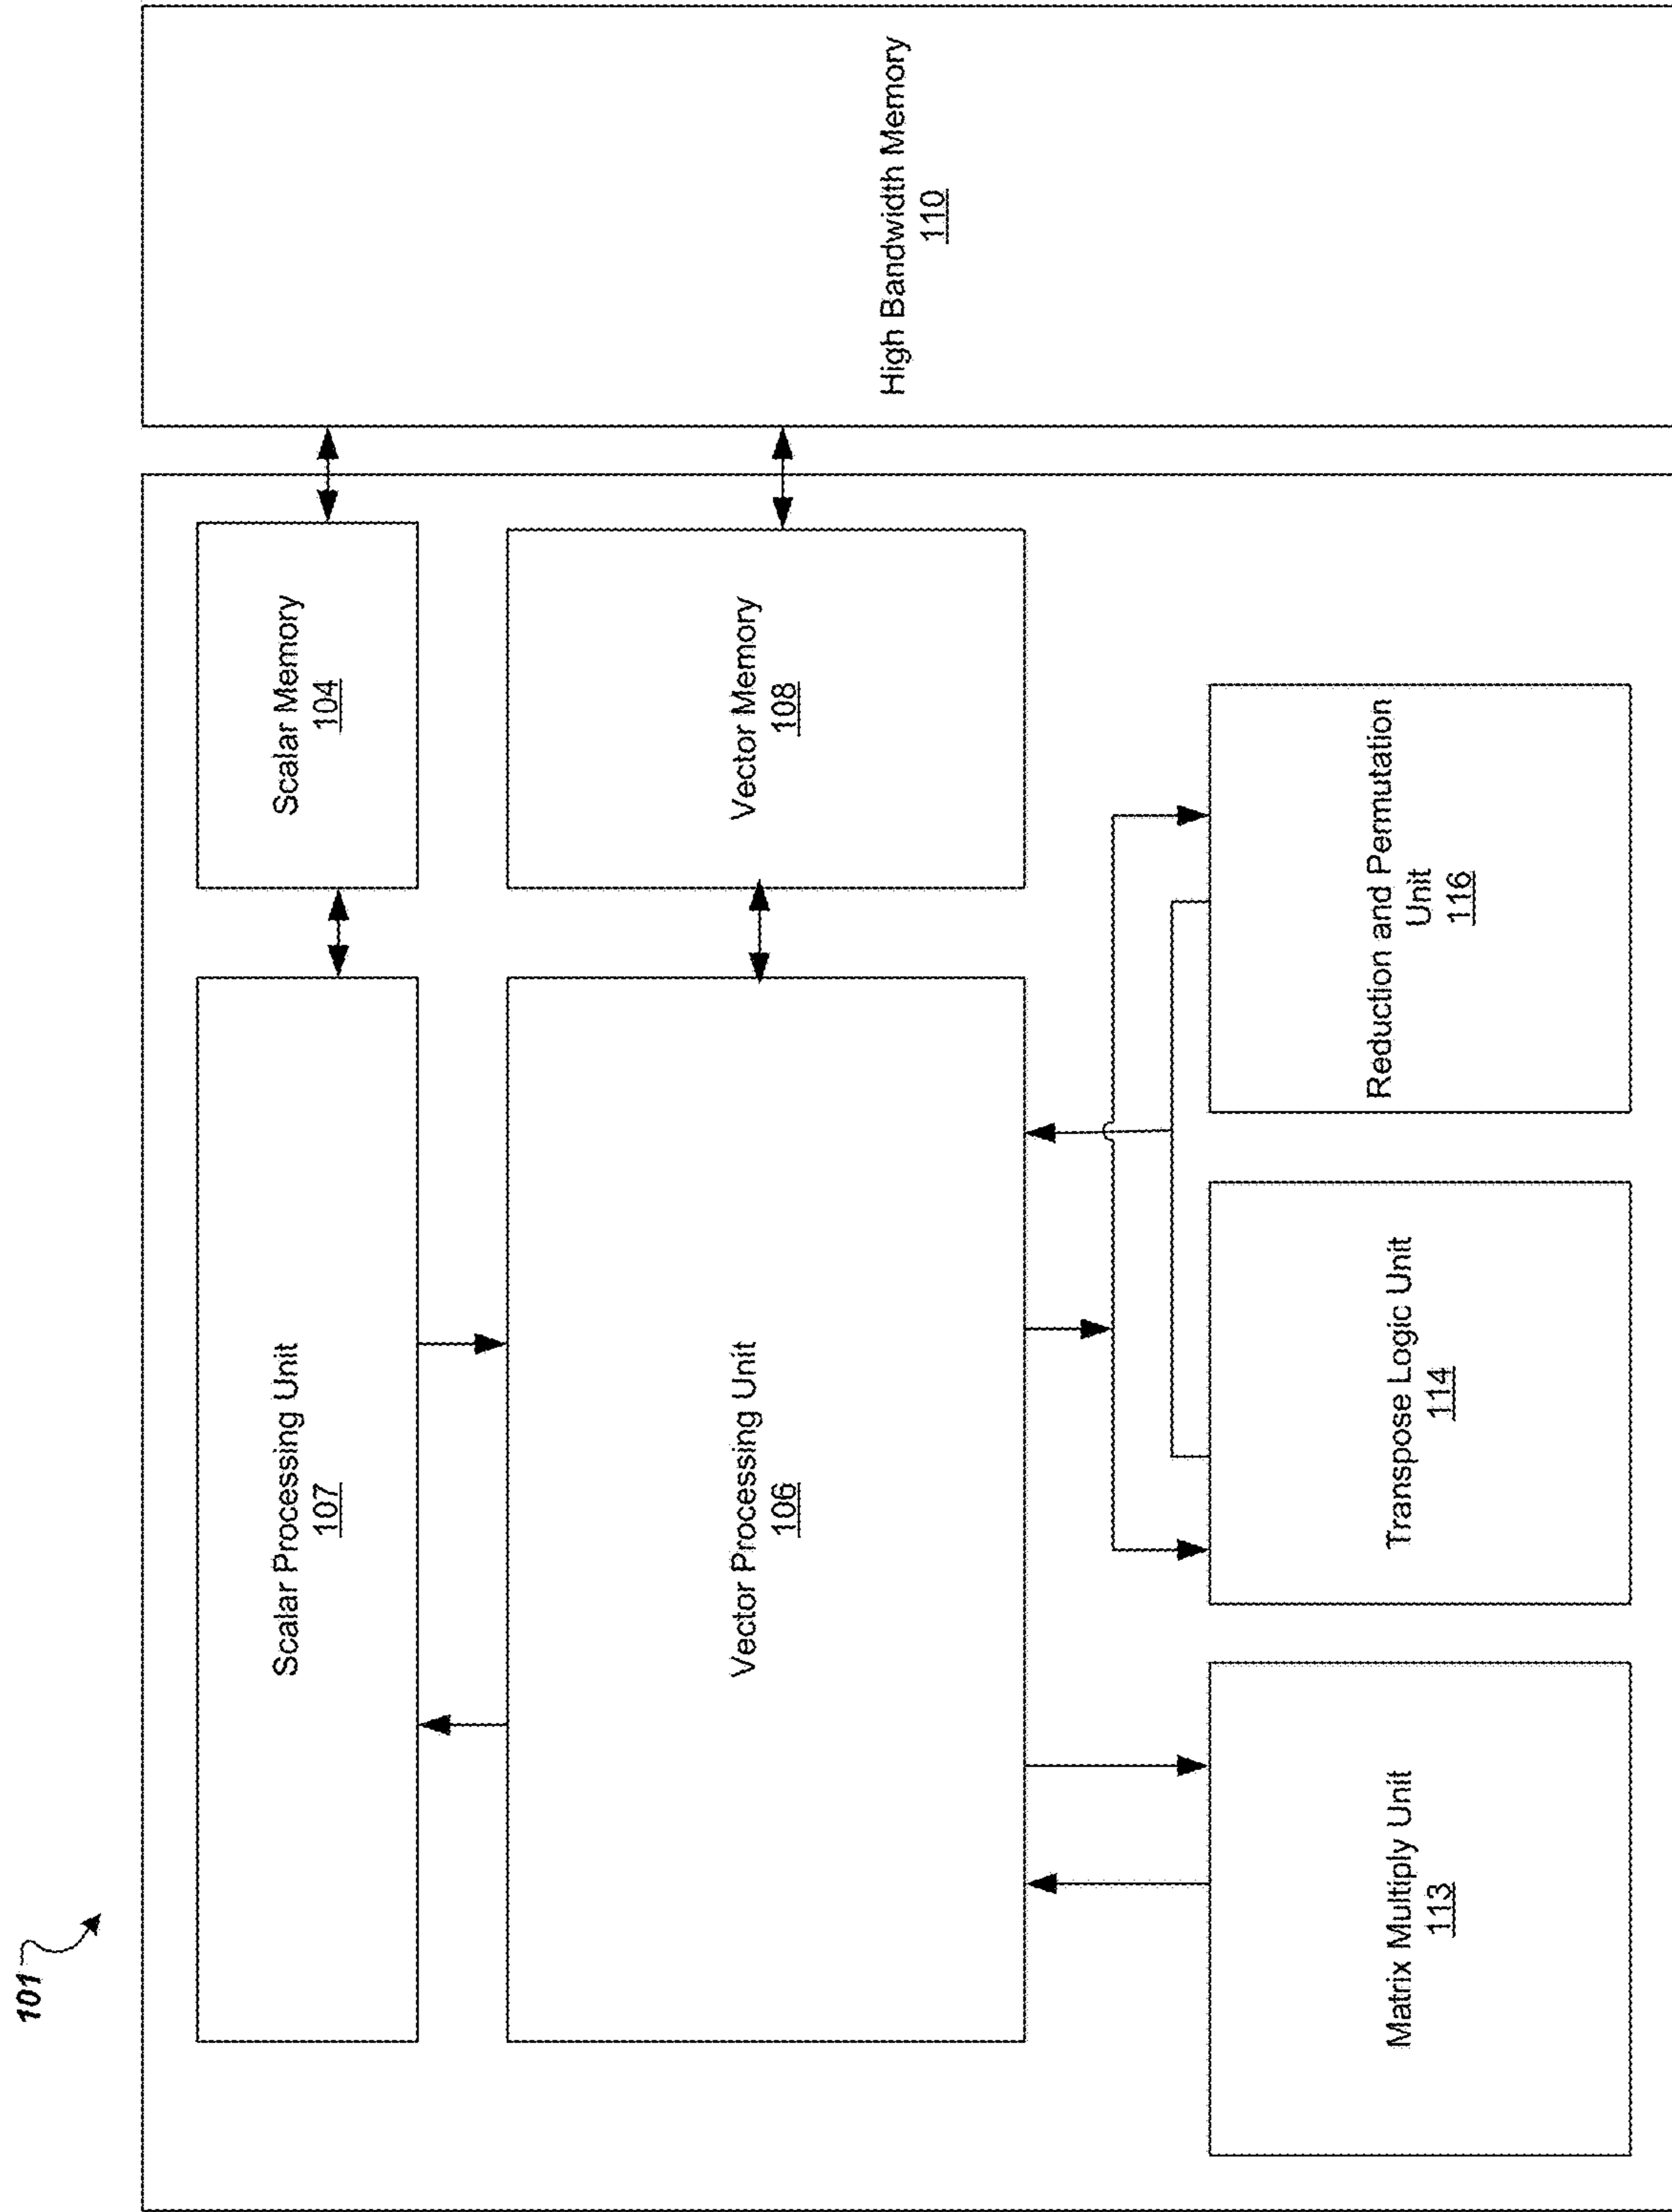 101
Scalar Processing Unit
107
Scalar Memory
104
Vector Processing Unit
106
Vector Memory
108
High Bandwidth Memory
110
Matrix Multiply Unit
113
Transpose Logic Unit
114
Reduction and Permutation
Unit
116